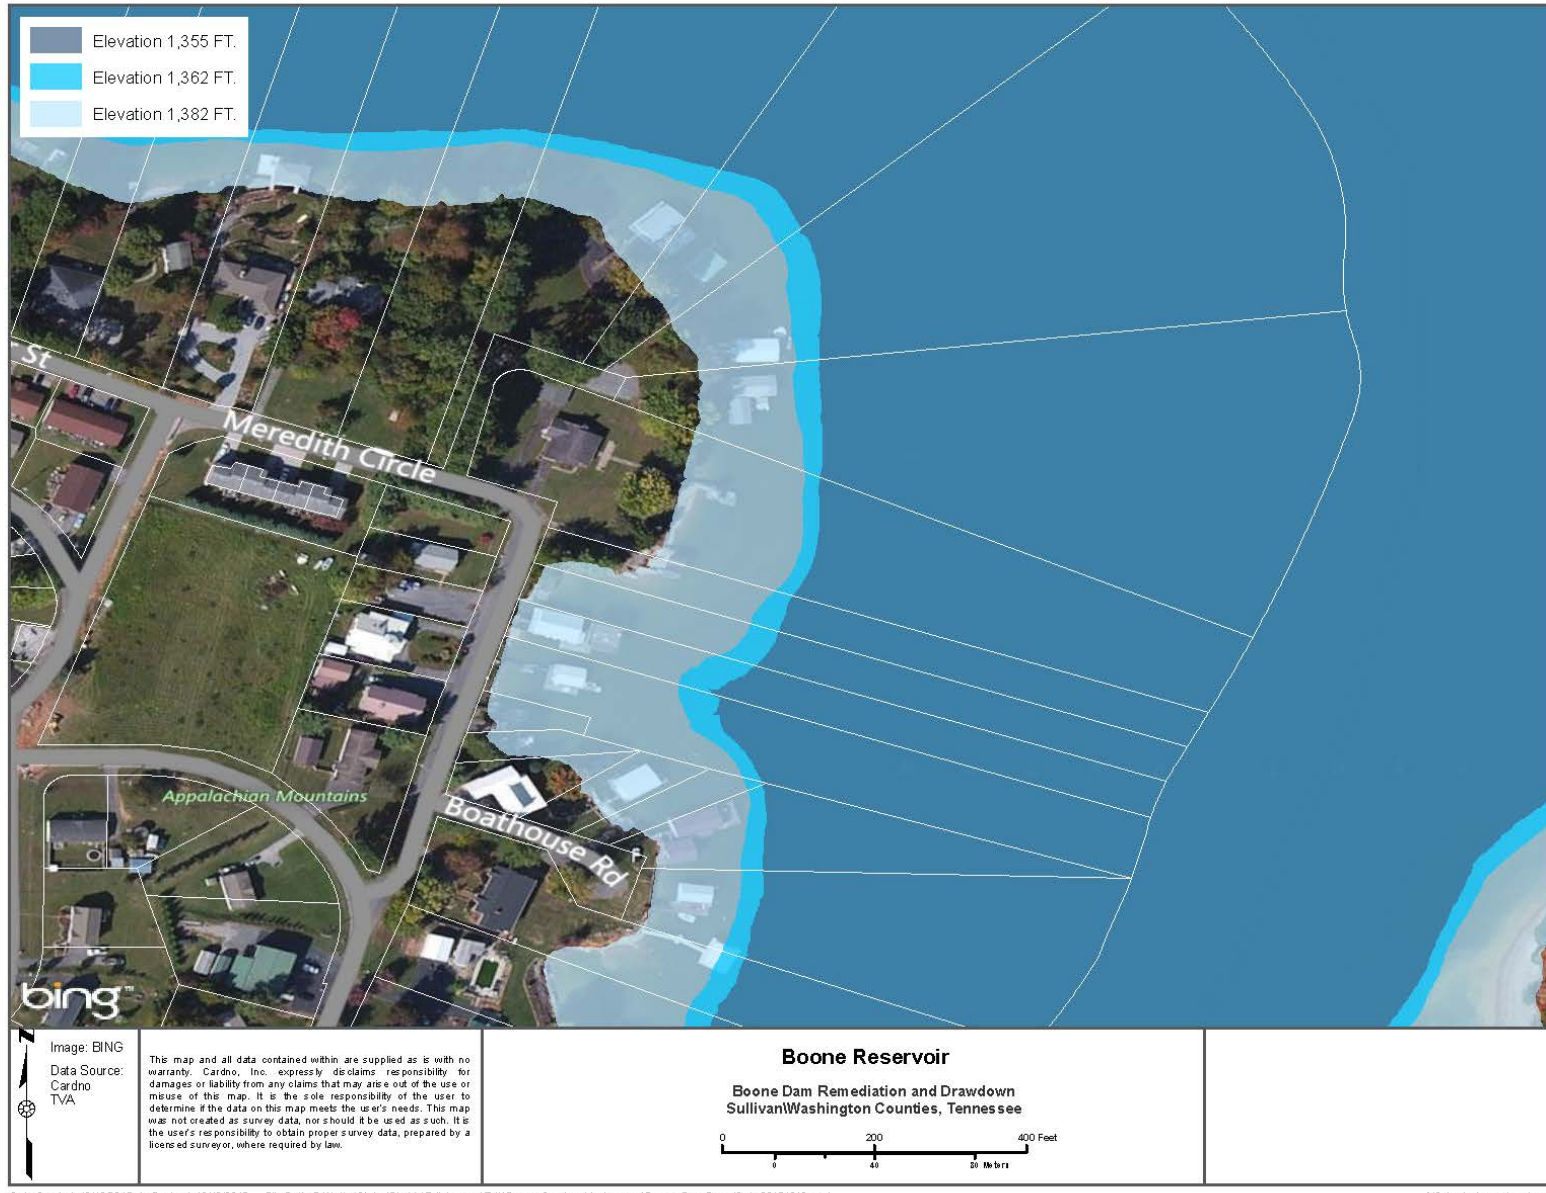 Elevation 1,355 FT.
Elevation 1,362 FT.
Elevation 1,382 FT.
St
Meredith Circle
Appalachian Mountains
Boathouse Rd
bing™
N
Image: BING
Data Source:
Cardno
TVA
This map and all data contained within are supplied as is with no
warranty. Cardno, Inc. expressly disclaims responsibility for
damages or liability from any claims that may arise out of the use or
misuse of this map. It is the sole responsibility of the user to
determine if the data on this map meets the user's needs. This map
was not created as survey data, nor should it be used as such. It is
the user's responsibility to obtain proper survey data, prepared by a
licensed surveyor, where required by law.
Boone Reservoir
Boone Dam Remediation and Drawdown
Sullivan\Washington Counties, Tennessee
0 200 400 Feet
0 40 80 Meters